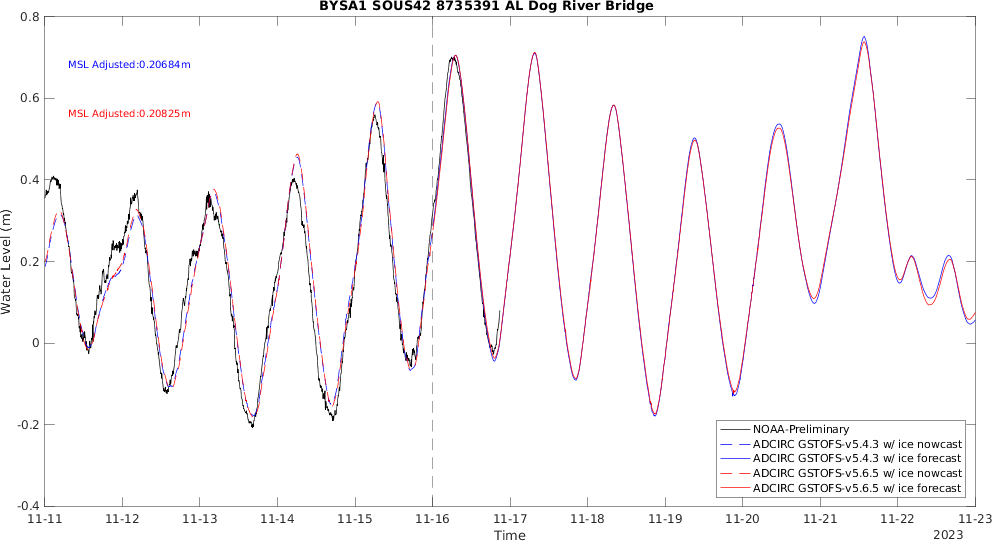 BYSA1 SOUS42 8735391 AL Dog River Bridge
0.8
MSL Adjusted:0.20684m
0.6
MSL Adjusted:0.20825m
0.4
0.2
Water Level (m)
0
-0.2
NOAA-Preliminary
ADCIRC GSTOFS-v5.4.3 w/ ice nowcast
ADCIRC GSTOFS-v5.4.3 w/ ice forecast
ADCIRC GSTOFS-v5.6.5 w/ ice nowcast
ADCIRC GSTOFS-v5.6.5 w/ ice forecast
-0.4
11-11 11-12 11-13 11-14 11-15 11-16 11-17 11-18 11-19 11-20 11-21 11-22 11-23
Time
2023